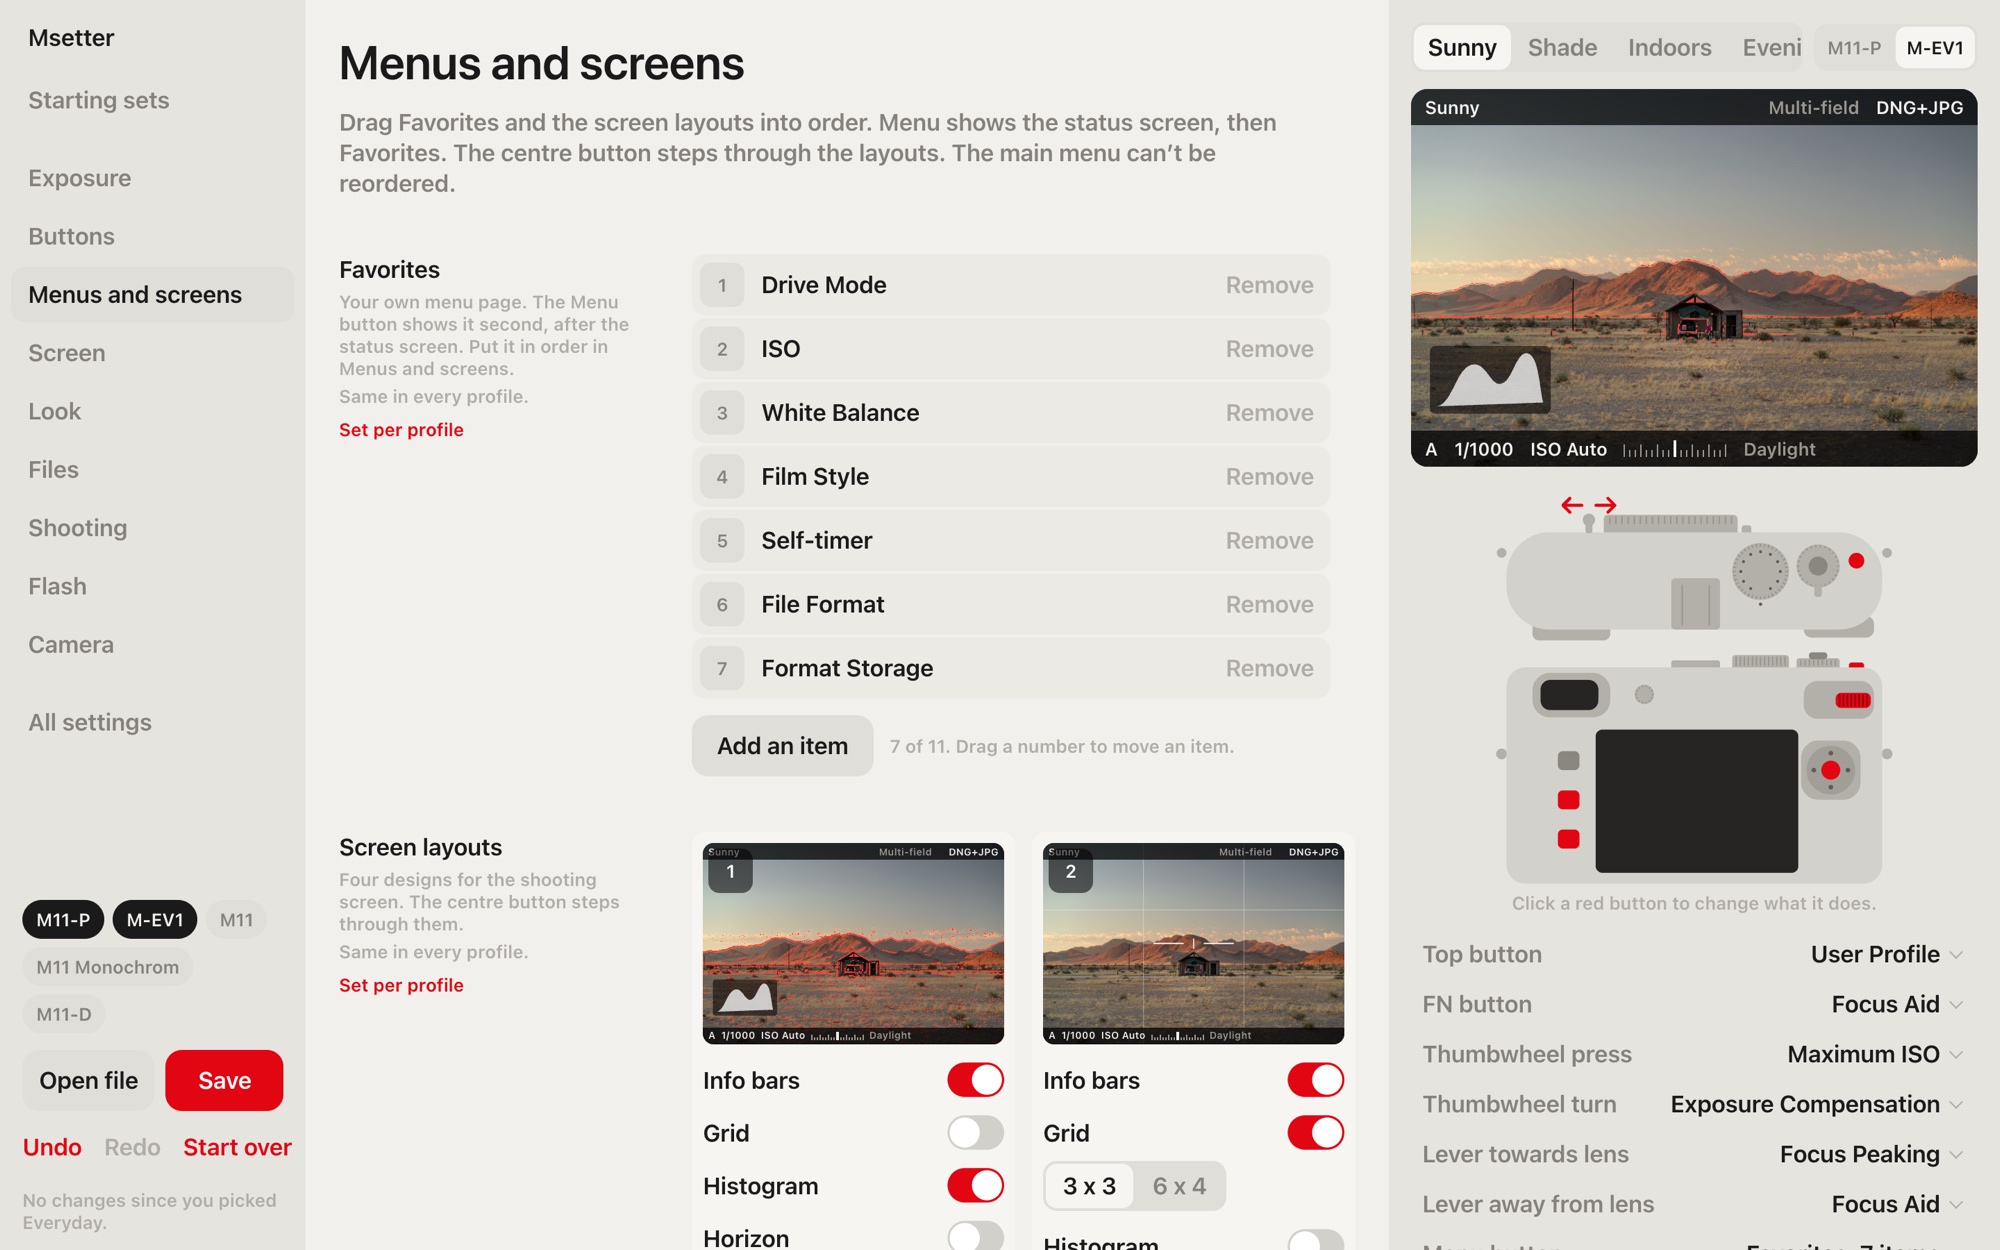 Msetter
Starting sets
Exposure
Buttons
Menus and screens
Screen
Look
Files
Shooting
Flash
Camera
All settings
M11-P
M-EV1
M11
M11 Monochrom
M11-D
Open file
Save
Undo
Redo
Start over
No changes since you picked
Everyday.
Menus and screens
Drag Favorites and the screen layouts into order. Menu shows the status screen, then
Favorites. The centre button steps through the layouts. The main menu can’t be
reordered.
Favorites
Your own menu page. The Menu
button shows it second, after the
status screen. Put it in order in
Menus and screens.
Same in every profile.
Set per profile
1 Drive Mode Remove
2 ISO Remove
3 White Balance Remove
4 Film Style Remove
5 Self-timer Remove
6 File Format Remove
7 Format Storage Remove
Add an item
7 of 11. Drag a number to move an item.
Screen layouts
Four designs for the shooting
screen. The centre button steps
through them.
Same in every profile.
Set per profile
Sunny Multi-field DNG+JPG
1
A 1/1000 ISO Auto Daylight
Info bars
Grid
Histogram
Horizon
Sunny Multi-field DNG+JPG
2
A 1/1000 ISO Auto Daylight
Info bars
Grid
3 x 3 6 x 4
Histogram
Sunny Shade Indoors Eveni
M11-P M-EV1
Sunny Multi-field DNG+JPG
A 1/1000 ISO Auto Daylight
Click a red button to change what it does.
Top button User Profile
FN button Focus Aid
Thumbwheel press Maximum ISO
Thumbwheel turn Exposure Compensation
Lever towards lens Focus Peaking
Lever away from lens Focus Aid
Menu button Favorites, 7 items